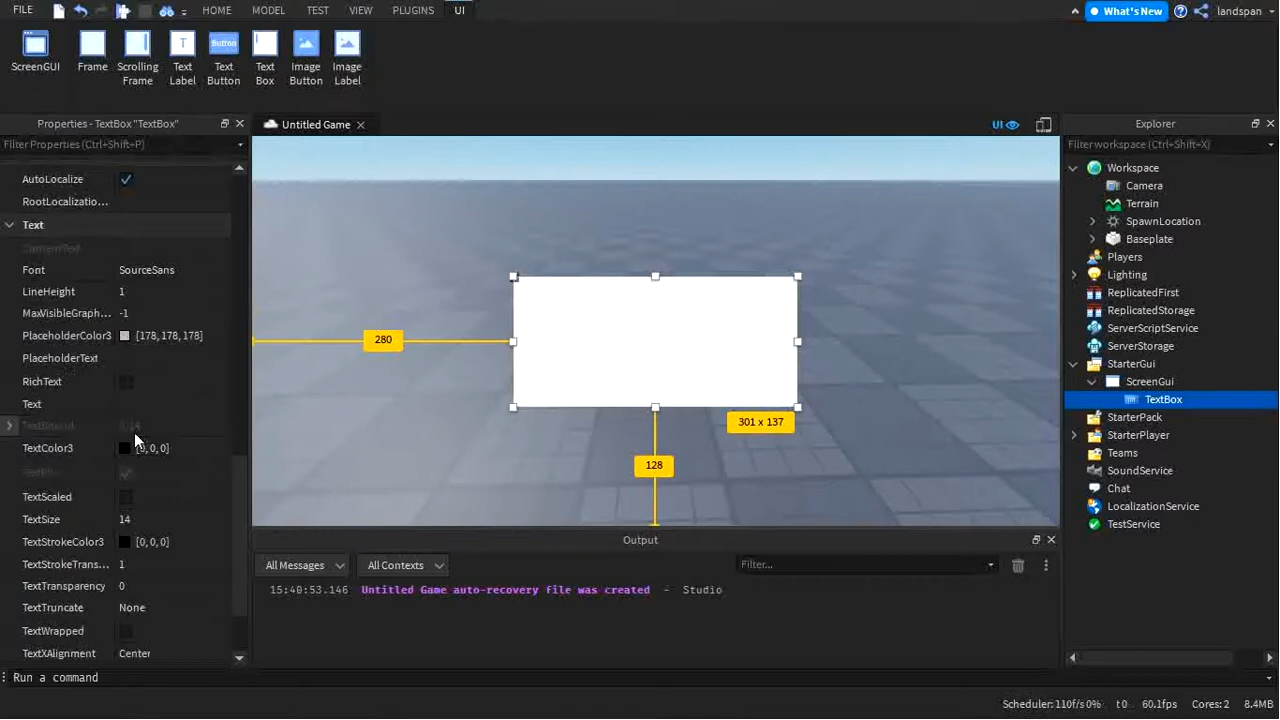 FILE HOME MODEL TEST VIEW PLUGINS UI What's New landspan
ScreenGUI Frame Scrolling Frame Text Label Text Button Button Text Box Image Button Image Label
Properties - TextBox "TextBox"
Filter Properties (Ctrl+Shift+P)
AutoLocalize
RootLocalizatio...
Text
ContentText
Font SourceSans
LineHeight 1
MaxVisibleGraph... -1
PlaceholderColor3 [178,178,178]
PlaceholderText
RichText
Text
TextBounds
TextColor3 [0,0,0]
TextFits
TextScaled
TextSize 14
TextStrokeColor3 [0,0,0]
TextStrokeTrans... 1
TextTransparency 0
TextTruncate None
TextWrapped
TextXAlignment Center
Untitled Game
UI
280
301 x 137
128
Output
All Messages All Contexts Filter...
15:40:53.146 Untitled Game auto-recovery file was created - Studio
Explorer
Filter workspace (Ctrl+Shift+X)
Workspace
Camera
Terrain
SpawnLocation
Baseplate
Players
Lighting
ReplicatedFirst
ReplicatedStorage
ServerScriptService
ServerStorage
StarterGui
ScreenGui
TextBox
StarterPack
StarterPlayer
Teams
SoundService
Chat
LocalizationService
TestService
Run a command
Scheduler:110f/s0% t0 60.1fps Cores: 2 8.4MB